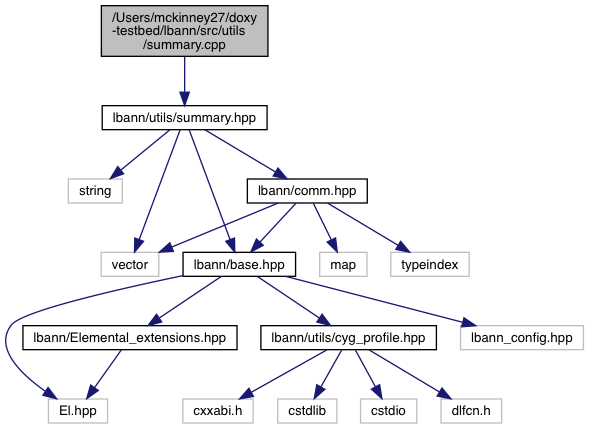 /Users/mckinney27/doxy
-testbed/lbann/src/utils
/summary.cpp
lbann/utils/summary.hpp
string
lbann/comm.hpp
vector
lbann/base.hpp
map
typeindex
lbann/Elemental_extensions.hpp
lbann/utils/cyg_profile.hpp
lbann_config.hpp
El.hpp
cxxabi.h
cstdlib
cstdio
dlfcn.h